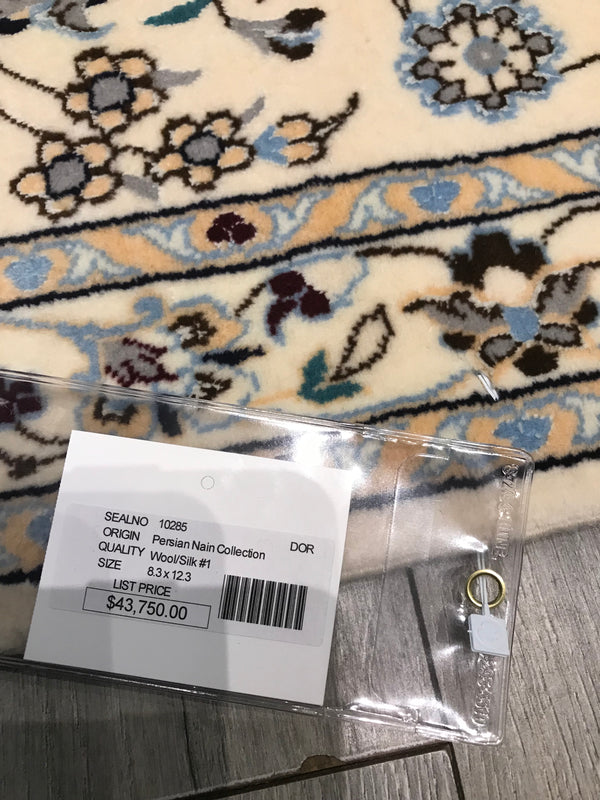 SEALNO 10285
ORIGIN Persian Nain Collection DOR
QUALITY Wool/Silk #1
SIZE 8.3 x 12.3
LIST PRICE
$43,750.00